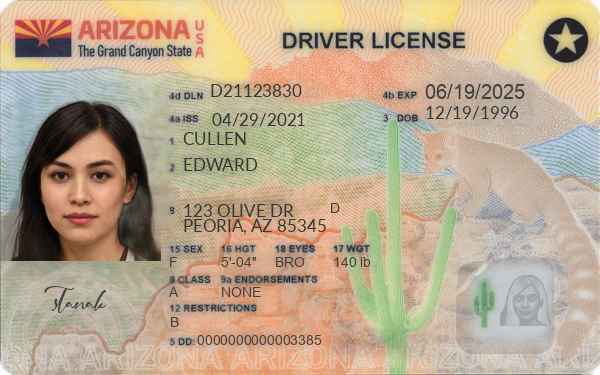 ARIZONA USA
The Grand Canyon State
DRIVER LICENSE
4d DLN D21123830
4b EXP 06/19/2025
4a ISS 04/29/2021
3 DOB 12/19/1996
1 CULLEN
2 EDWARD
8 123 OLIVE DR D
PEORIA, AZ 85345
15 SEX 16 HGT 18 EYES 17 WGT
F 5'-04" BRO 140 lb
9 CLASS 9a ENDORSEMENTS
A NONE
12 RESTRICTIONS
B
5 DD: 0000000000003385
ARIZONA ARIZONA ARIZONA ARIZONA